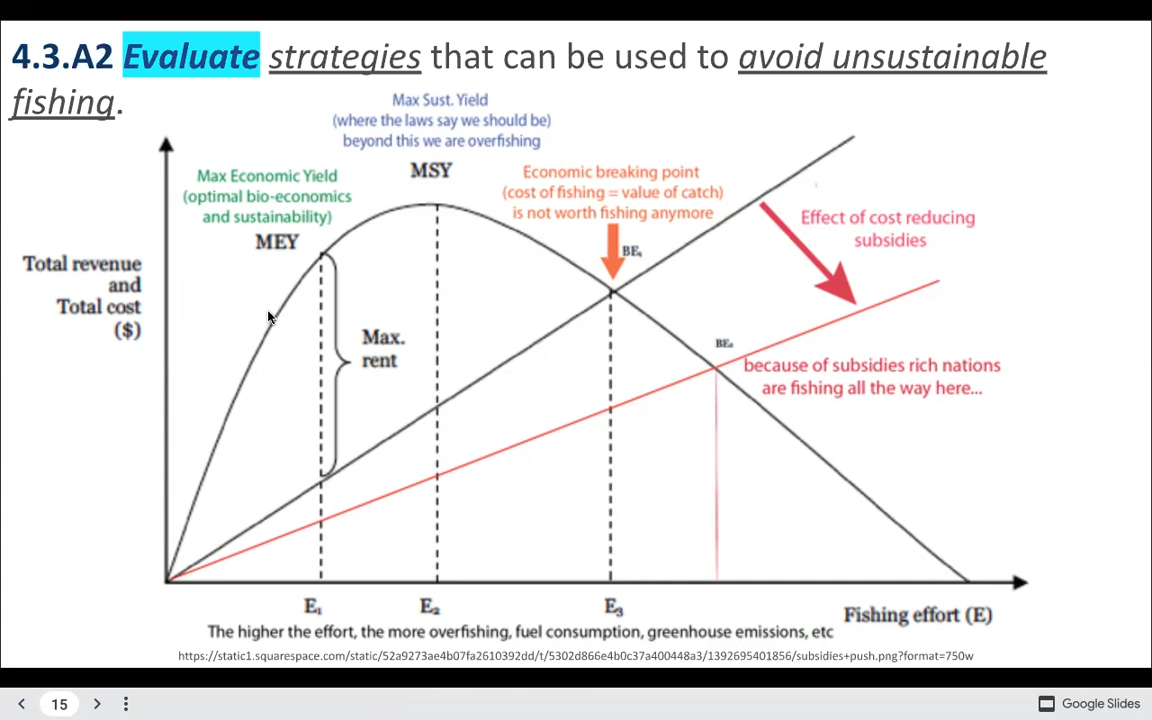 4.3.A2 Evaluate strategies that can be used to avoid unsustainable
fishing.
Max Sust. Yield
(where the laws say we should be)
beyond this we are overfishing
MSY
Max Economic Yield
(optimal bio-economics
and sustainability)
MEY
Economic breaking point
(cost of fishing = value of catch)
is not worth fishing anymore
BE₁
Effect of cost reducing
subsidies
Total revenue
and
Total cost
($)
Max.
rent
BE₂
because of subsidies rich nations
are fishing all the way here...
E₁
E₂
E₃
Fishing effort (E)
The higher the effort, the more overfishing, fuel consumption, greenhouse emissions, etc
https://static1.squarespace.com/static/52a9273ae4b07fa2610392dd/t/5302d866e4b0c37a400448a3/1392695401856/subsidies+push.png?format=750w
15
Google Slides